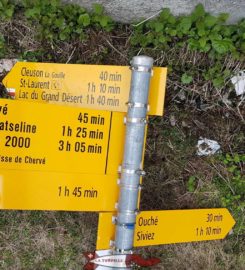 Cleuson La Gouille 40 min
St-Laurent (S) 1 h 10 min
Lac du Grand Désert 1 h 40 min
vé 45 min
atseline 1 h 25 min
2000 3 h 05 min
isse de Chervé
1 h 45 min
Ouché 30 min
Siviez 1 h 10 min